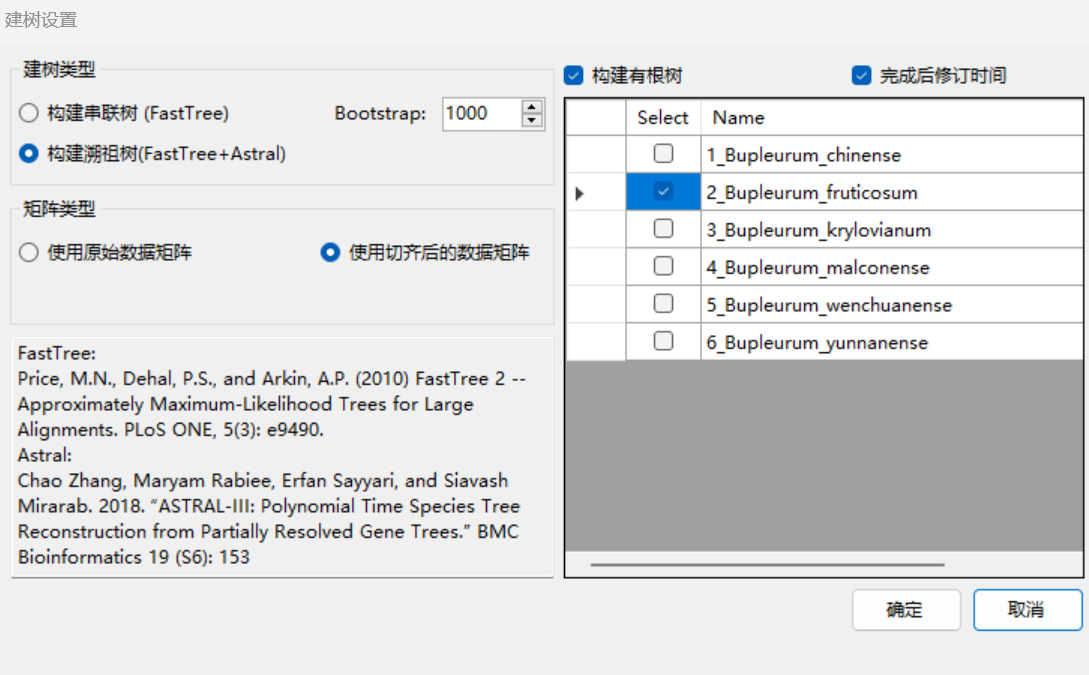 建树设置
建树类型
构建串联树 (FastTree)
Bootstrap: 1000
构建溯祖树(FastTree+Astral)
矩阵类型
使用原始数据矩阵
使用切齐后的数据矩阵
FastTree:
Price, M.N., Dehal, P.S., and Arkin, A.P. (2010) FastTree 2 --
Approximately Maximum-Likelihood Trees for Large
Alignments. PLoS ONE, 5(3): e9490.
Astral:
Chao Zhang, Maryam Rabiee, Erfan Sayyari, and Siavash
Mirarab. 2018. “ASTRAL-III: Polynomial Time Species Tree
Reconstruction from Partially Resolved Gene Trees.” BMC
Bioinformatics 19 (S6): 153
构建有根树
完成后修订时间
Select Name
1_Bupleurum_chinense
2_Bupleurum_fruticosum
3_Bupleurum_krylovianum
4_Bupleurum_malconense
5_Bupleurum_wenchuanense
6_Bupleurum_yunnanense
确定
取消